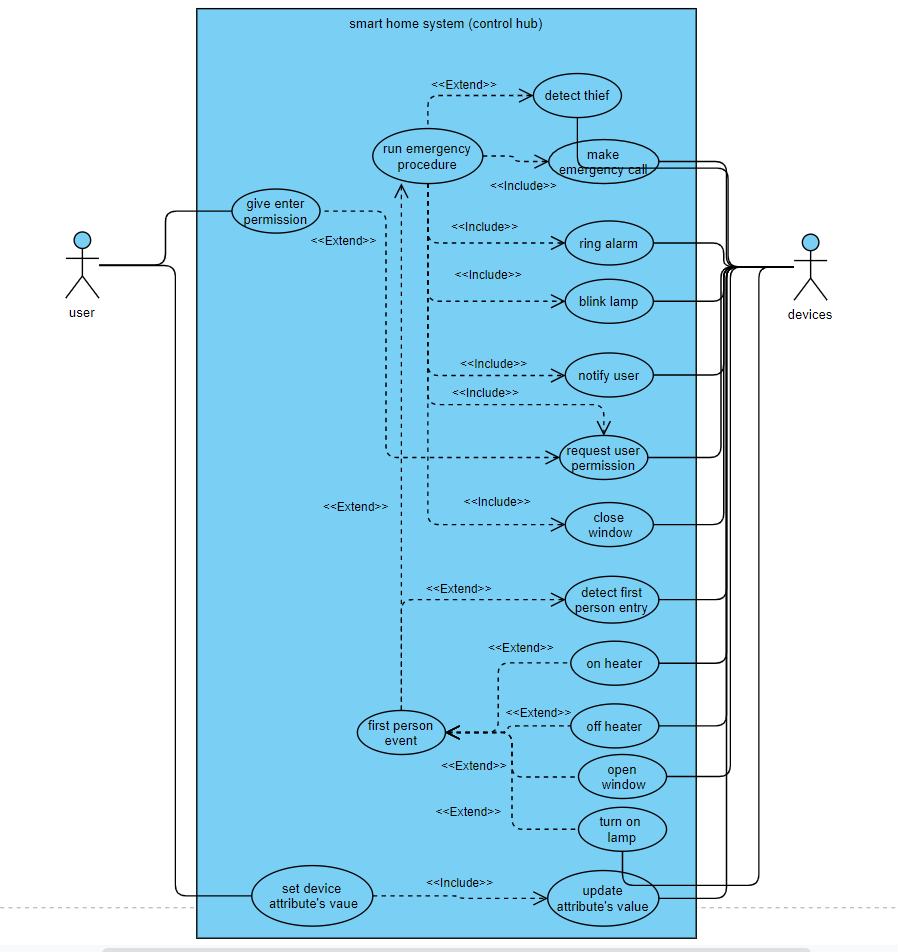 smart home system (control hub)
<<Extend>>
detect thief
run emergency
procedure
make
emergency call
<<Include>>
give enter
permission
<<Extend>>
<<Include>>
ring alarm
user
devices
<<Include>>
blink lamp
<<Include>>
notify user
<<Include>>
request user
permission
<<Extend>>
<<Include>>
close
window
<<Extend>>
detect first
person entry
<<Extend>>
on heater
<<Extend>>
off heater
first person
event
<<Extend>>
open
window
<<Extend>>
turn on
lamp
set device
attribute's vaue
<<Include>>
update
attribute's value